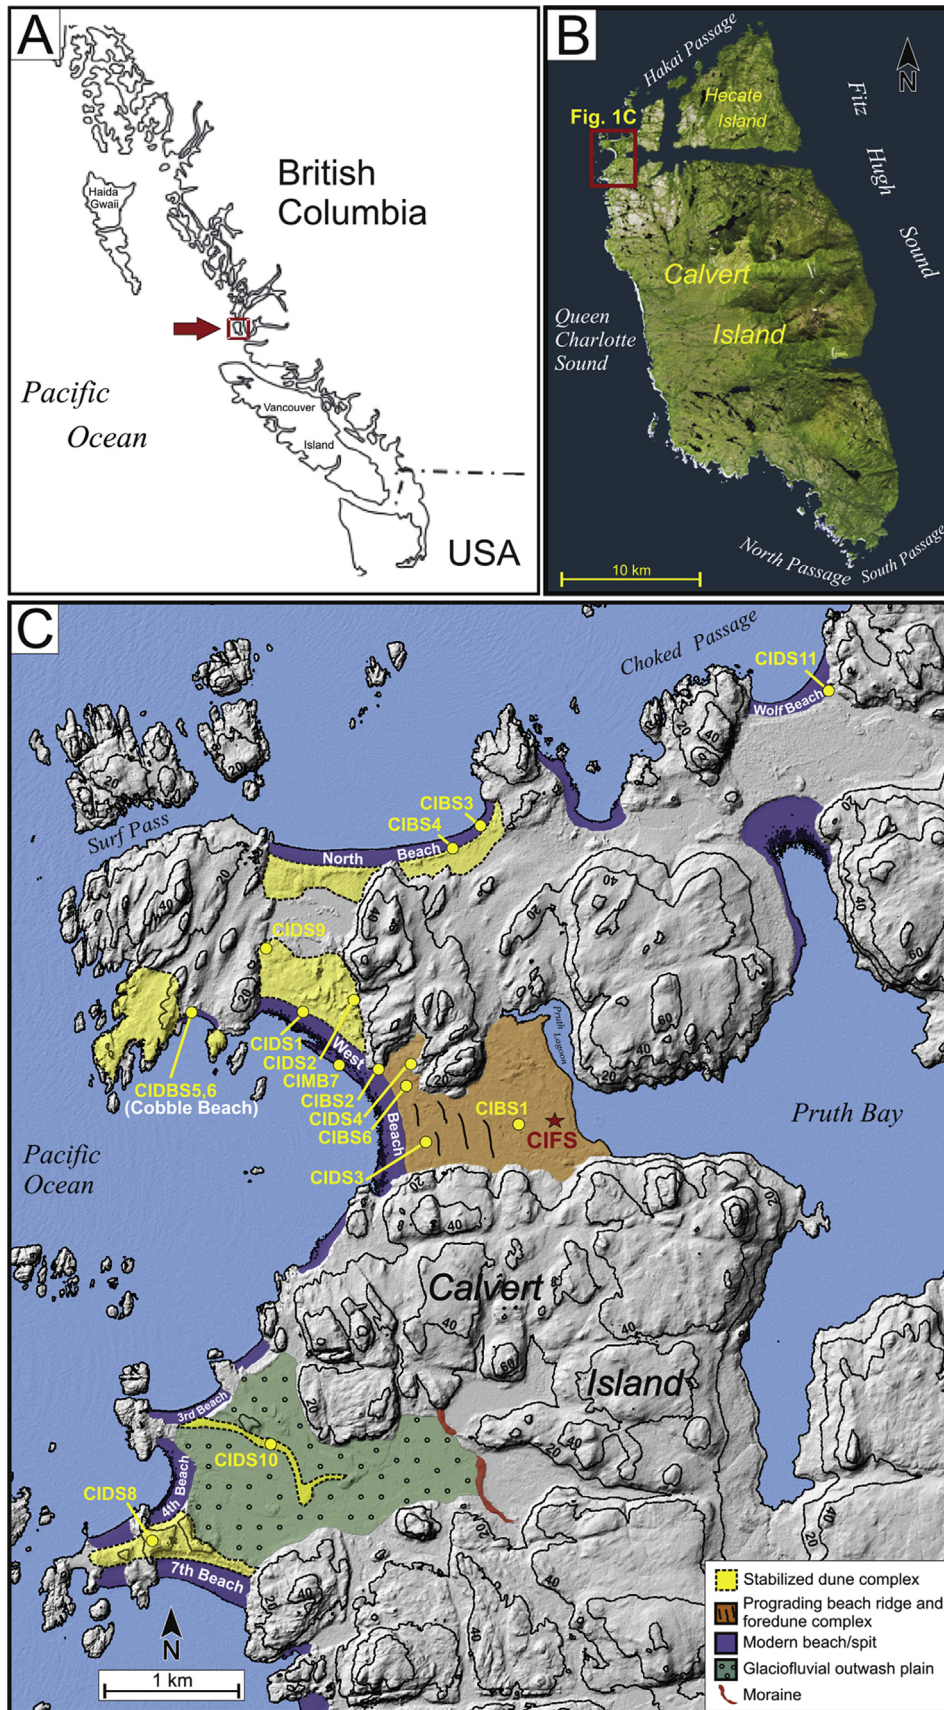 A
British
Columbia
Haida
Gwaii
Pacific
Ocean
Vancouver
Island
USA
B
Hakai Passage
Hecate
Island
Fitz
Hugh
Sound
Fig. 1C
N
Calvert
Island
Queen
Charlotte
Sound
North Passage
South Passage
10 km
C
Choked Passage
CIDS11
Wolf Beach
Surf Pass
CIBS3
CIBS4
North Beach
CIDS9
CIDS1
CIDS2
CIMB7
CIBS2
CIDS4
CIBS6
CIDS3
West Beach
CIDBS5,6
(Cobble Beach)
Pruth Lagoon
CIBS1
CIFS
Pruth Bay
Pacific
Ocean
Calvert
Island
3rd Beach
CIDS10
4th Beach
CIDS8
7th Beach
N
1 km
20
40
60
Stabilized dune complex
Prograding beach ridge and
foredune complex
Modern beach/spit
Glaciofluvial outwash plain
Moraine